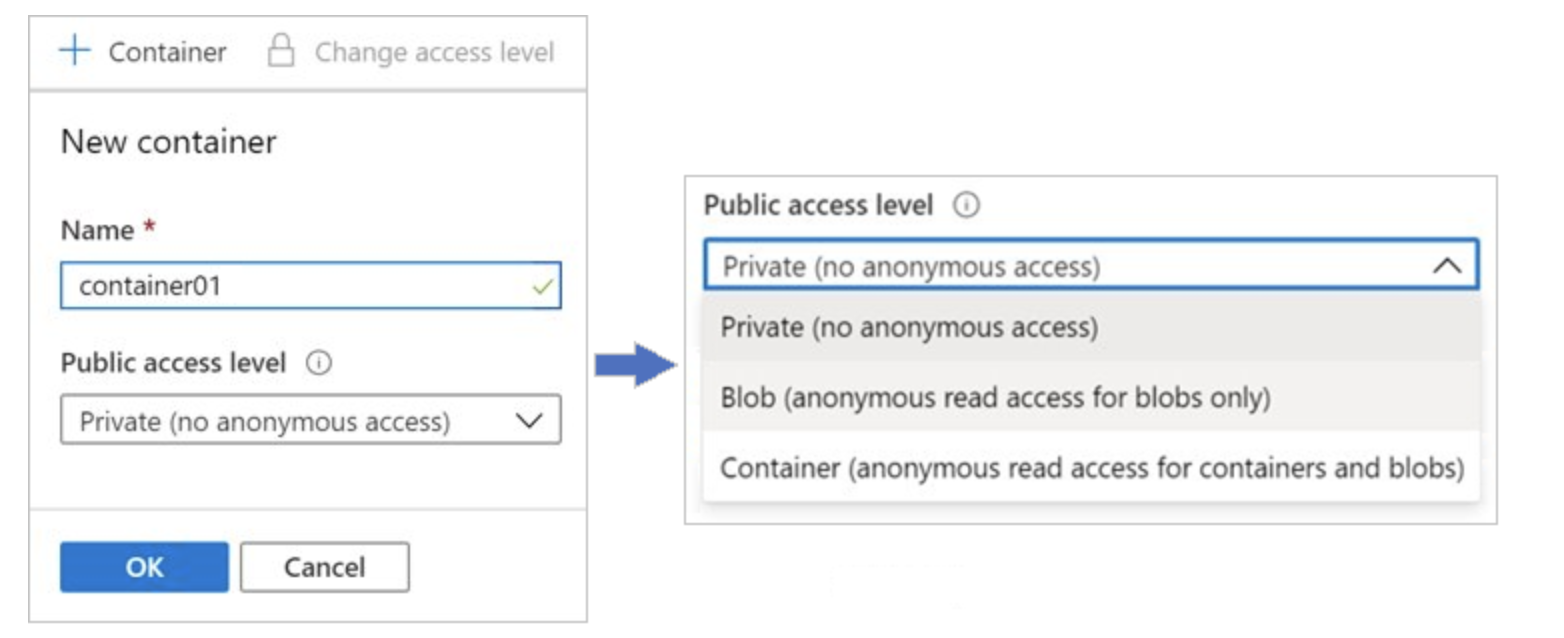 + Container Change access level
New container
Name *
container01
Public access level
Private (no anonymous access)
OK Cancel
Public access level
Private (no anonymous access)
Private (no anonymous access)
Blob (anonymous read access for blobs only)
Container (anonymous read access for containers and blobs)